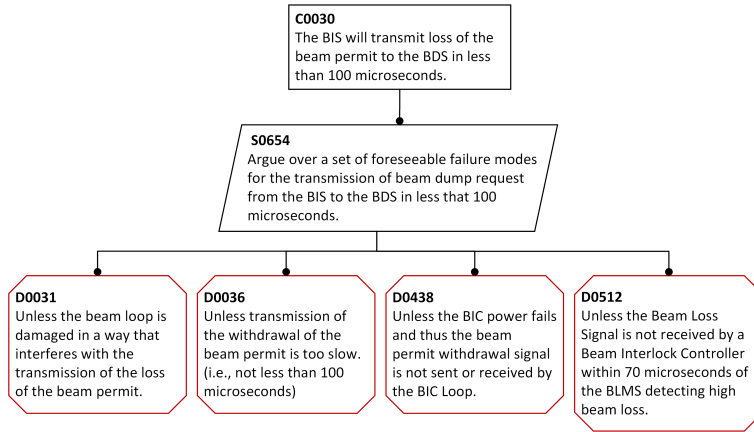 C0030
The BIS will transmit loss of the
beam permit to the BDS in less
than 100 microseconds.
S0654
Argue over a set of foreseeable failure modes
for the transmission of beam dump request
from the BIS to the BDS in less that 100
microseconds.
D0031
Unless the beam loop is
damaged in a way that
interferes with the
transmission of the loss
of the beam permit.
D0036
Unless transmission of
the withdrawal of the
beam permit is too slow.
(i.e., not less than 100
microseconds)
D0438
Unless the BIC power fails
and thus the beam
permit withdrawal signal
is not sent or received by
the BIC Loop.
D0512
Unless the Beam Loss
Signal is not received by a
Beam Interlock Controller
within 70 microseconds of
the BLMS detecting high
beam loss.